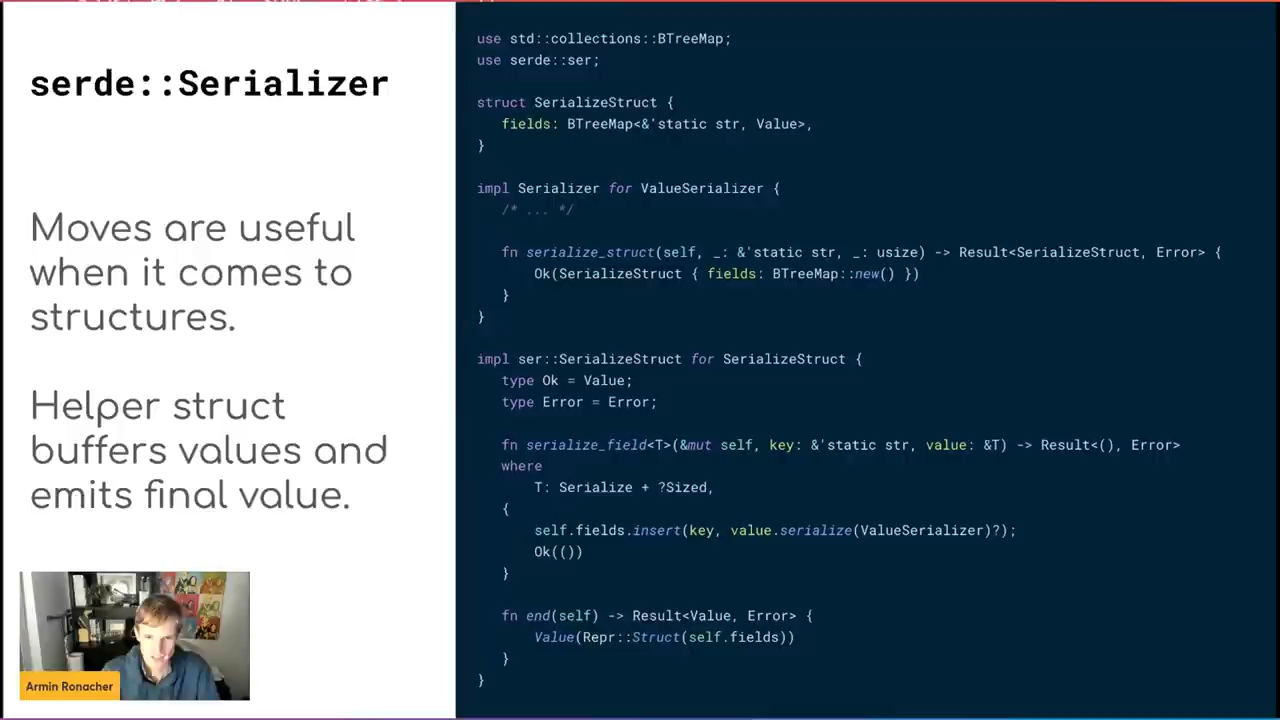 serde::Serializer
Moves are useful
when it comes to
structures.
Helper struct
buffers values and
emits final value.
Armin Ronacher
use std::collections::BTreeMap;
use serde::ser;
struct SerializeStruct {
fields: BTreeMap<&'static str, Value>,
}
impl Serializer for ValueSerializer {
/* ... */
fn serialize_struct(self, _: &'static str, _: usize) -> Result<SerializeStruct, Error> {
Ok(SerializeStruct { fields: BTreeMap::new() })
}
}
impl ser::SerializeStruct for SerializeStruct {
type Ok = Value;
type Error = Error;
fn serialize_field<T>(&mut self, key: &'static str, value: &T) -> Result<(), Error>
where
T: Serialize + ?Sized,
{
self.fields.insert(key, value.serialize(ValueSerializer)?);
Ok(())
}
fn end(self) -> Result<Value, Error> {
Value(Repr::Struct(self.fields))
}
}